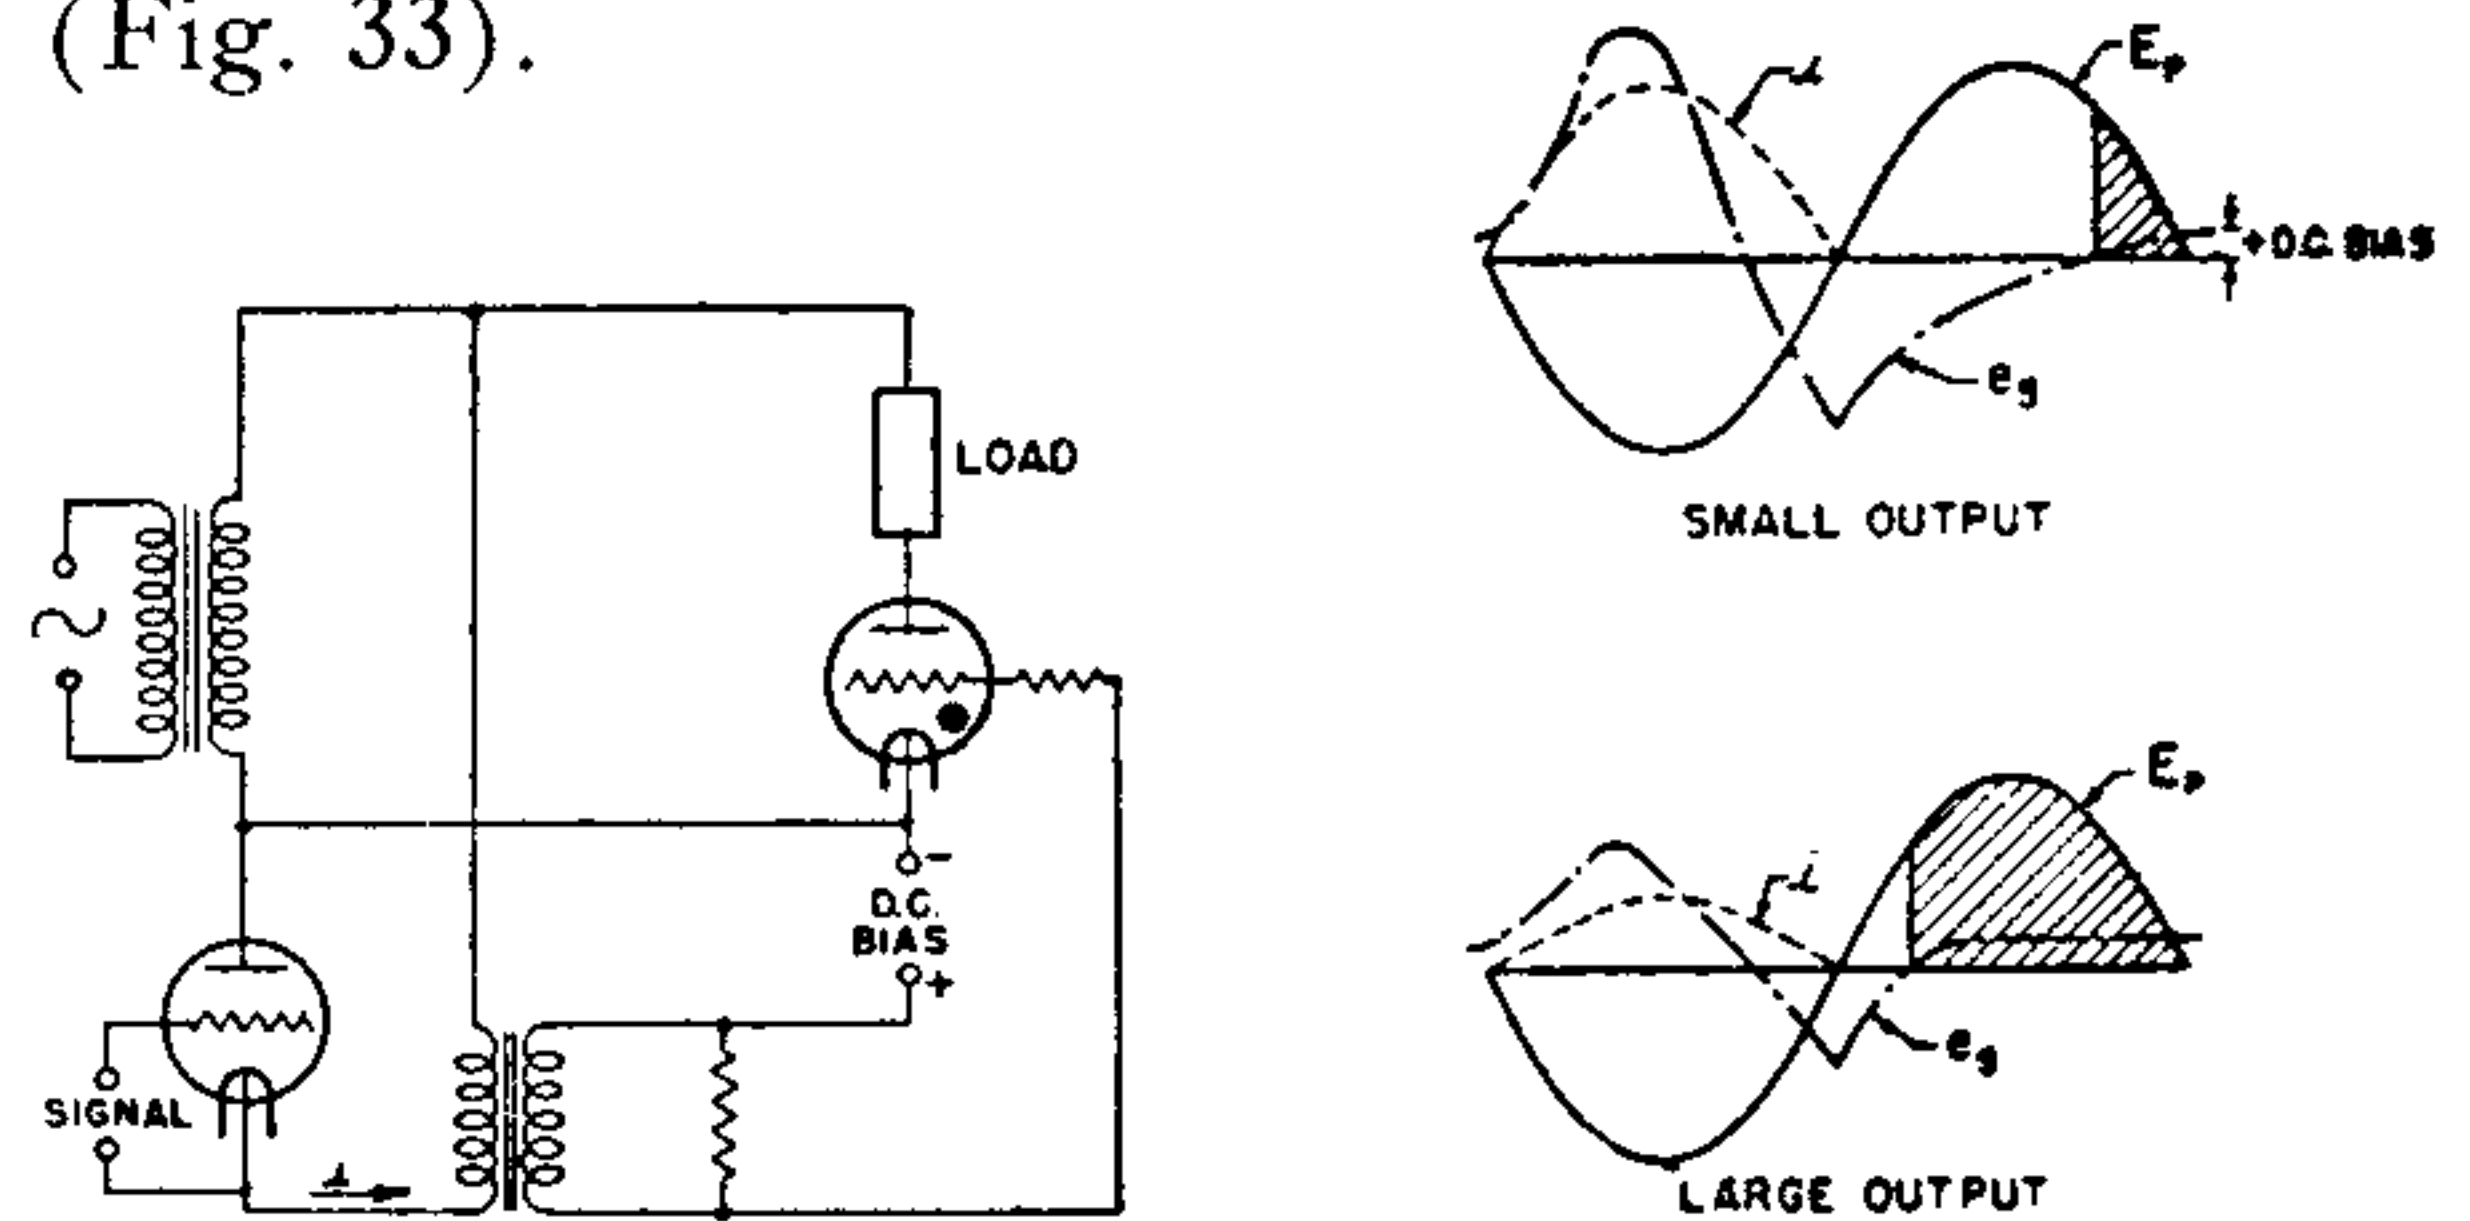 (Fig. 33).
LOAD
D.C.
BIAS
-
+
SIGNAL
i
i
Ep
+D.C. BIAS
eg
SMALL OUTPUT
i
Ep
eg
LARGE OUTPUT